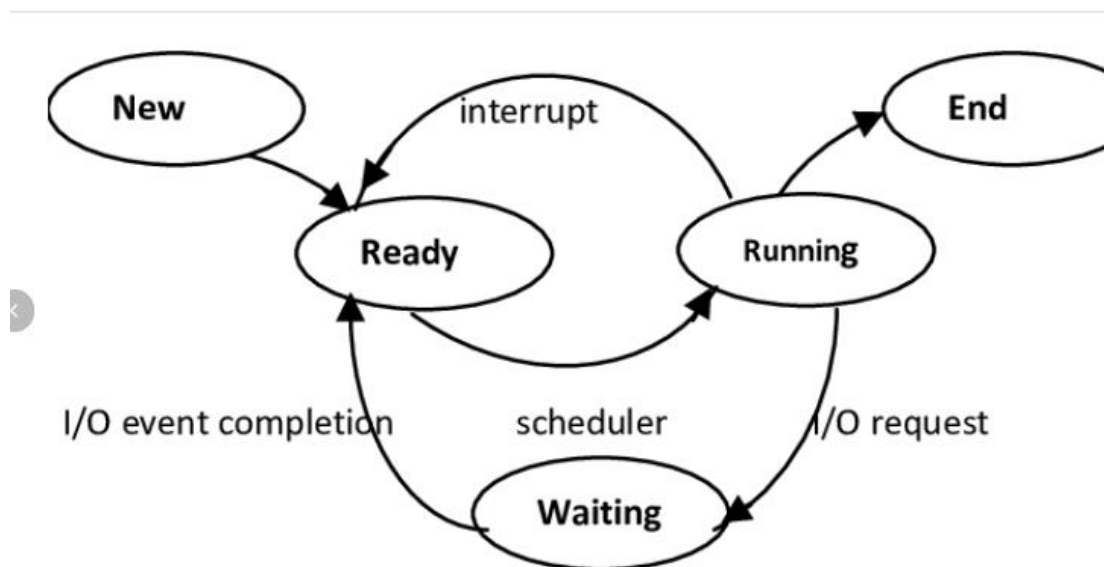 New
End
interrupt
Ready
Running
I/O event completion
scheduler
I/O request
Waiting